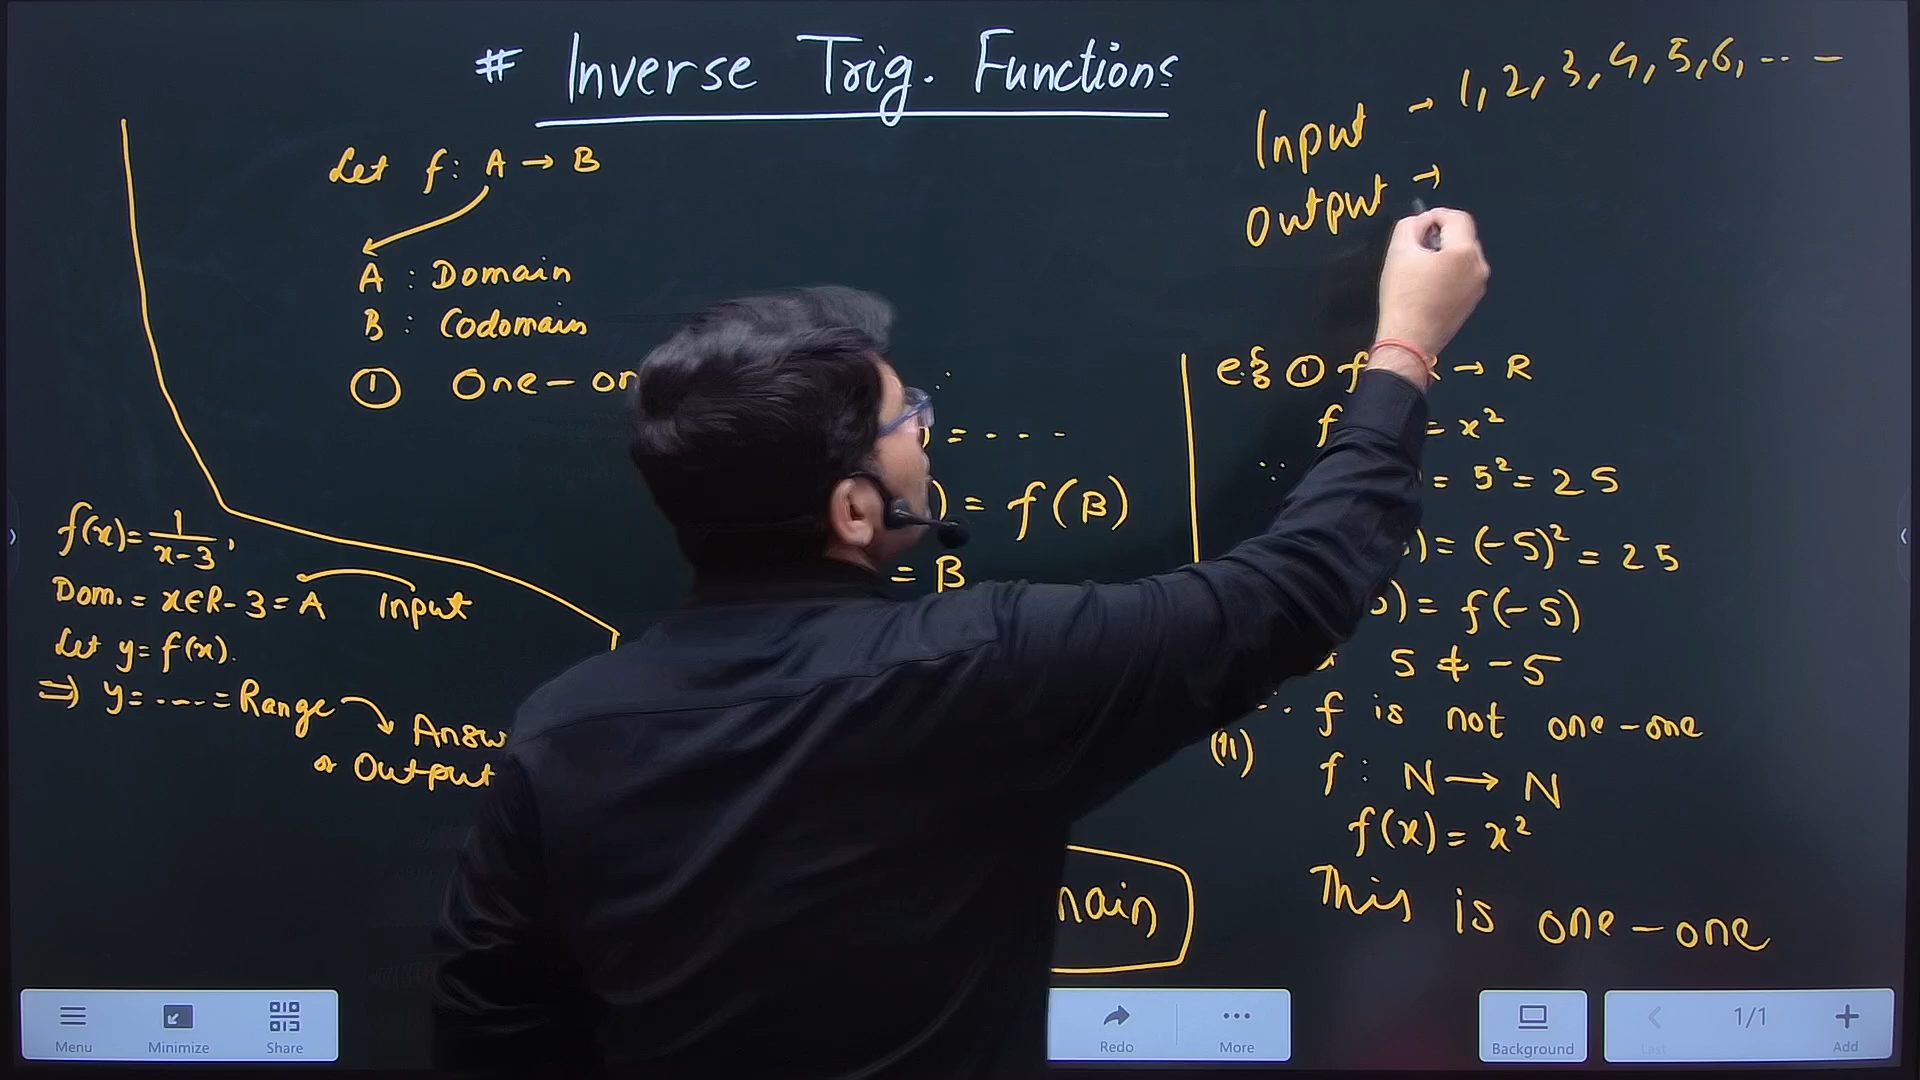 # Inverse Trig. Functions
Let f: A → B
A : Domain
B : Codomain
① One-on
= - - -
) = f(B)
= B
f(x) = 1/(x-3),
Dom. = x∈R-3 = A Input
Let y = f(x).
⇒ y = ---- = Range
Answ
or Output
main
Input → 1, 2, 3, 4, 5, 6, -- -
Output →
e.g ① f → R
f = x²
∵ = 5² = 25
) = (-5)² = 25
) = f(-5)
5 ≠ -5
∴ f is not one-one
(ii) f : N → N
f(x) = x²
This is one-one
Menu
Minimize
Share
Redo
More
Background
Last
1/1
Add